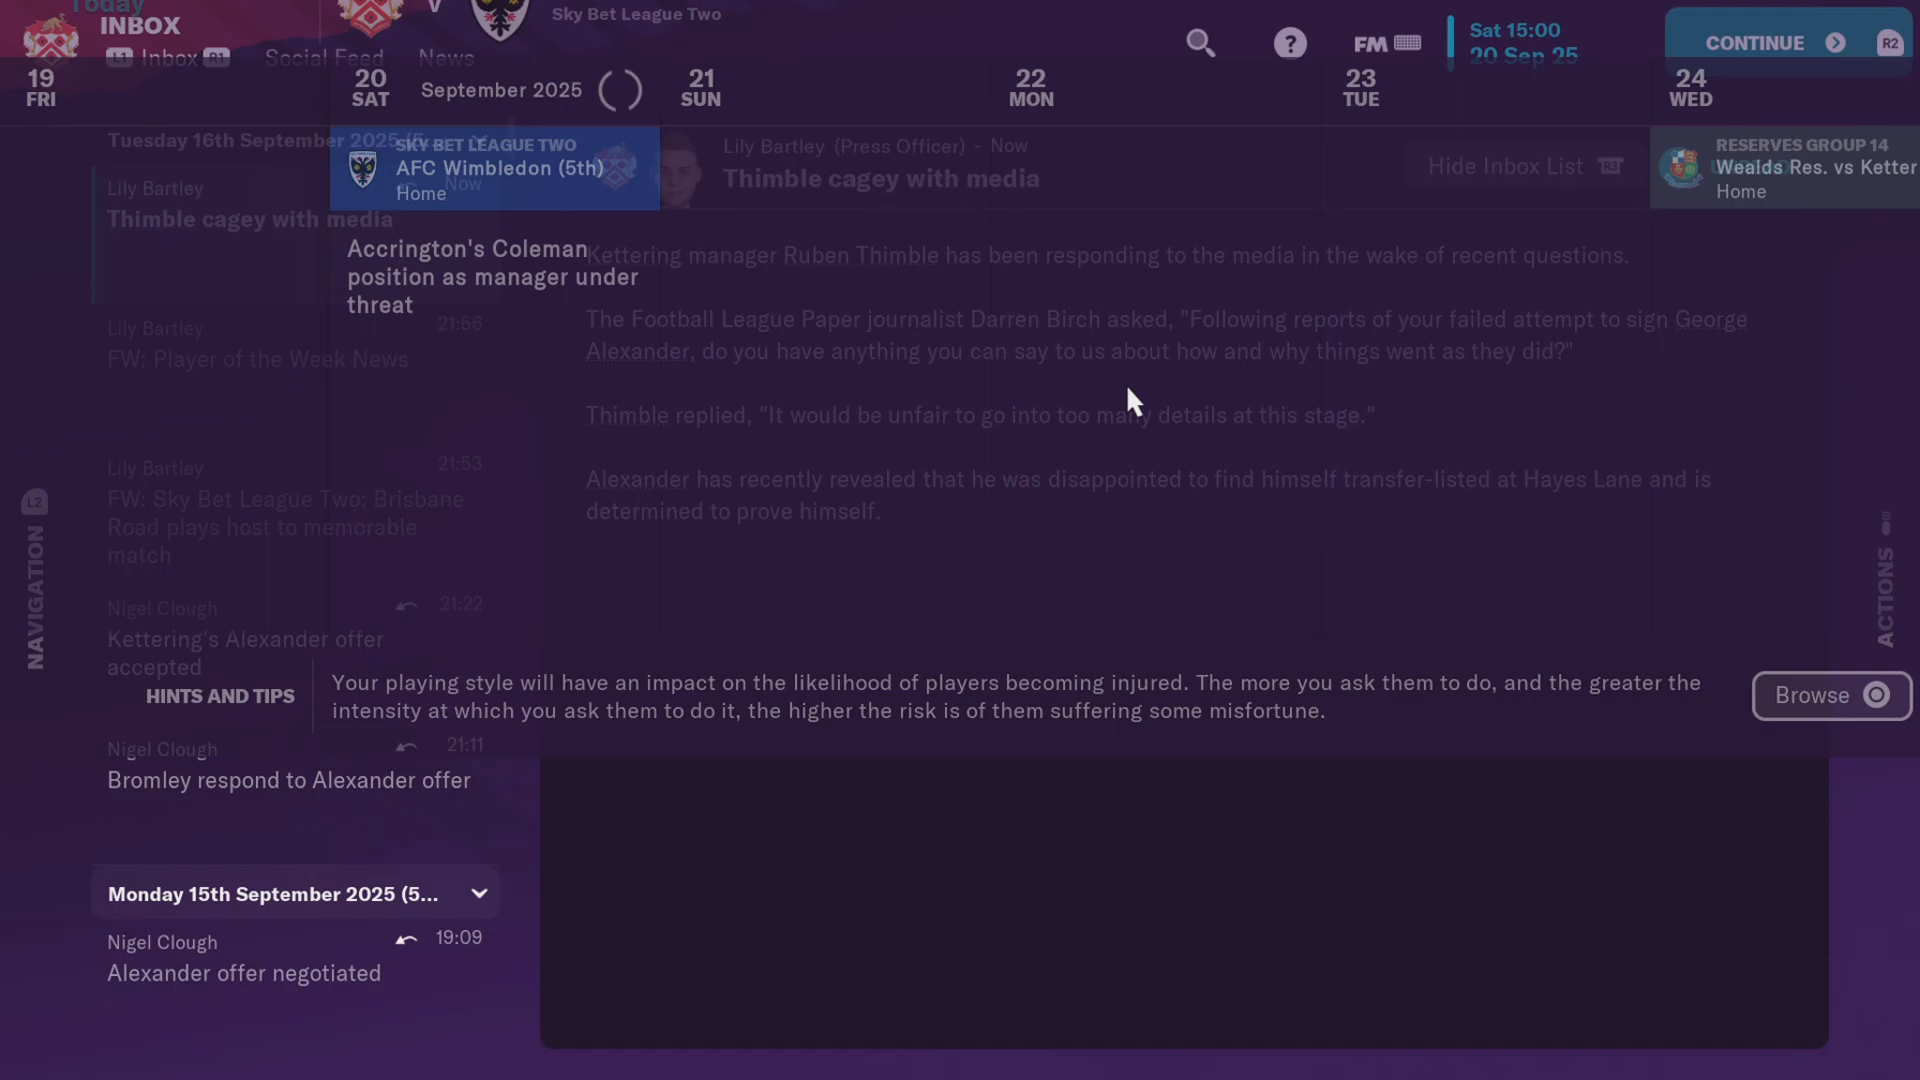 Today
INBOX
V
Sky Bet League Two
L1 Inbox R1
Social Feed
News
FM
Sat 15:00
20 Sep 25
CONTINUE
R2
19
FRI
20
SAT
September 2025
21
SUN
22
MON
23
TUE
24
WED
Tuesday 16th September 2025 (5...
SKY BET LEAGUE TWO
AFC Wimbledon (5th)
Home
Lily Bartley (Press Officer) - Now
Thimble cagey with media
Hide Inbox List
RESERVES GROUP 14
Wealds Res. vs Ketter
Home
Lily Bartley
Now
Thimble cagey with media
Accrington's Coleman
position as manager under
threat
Kettering manager Ruben Thimble has been responding to the media in the wake of recent questions.
The Football League Paper journalist Darren Birch asked, "Following reports of your failed attempt to sign George
Alexander, do you have anything you can say to us about how and why things went as they did?"
Thimble replied, "It would be unfair to go into too many details at this stage."
Alexander has recently revealed that he was disappointed to find himself transfer-listed at Hayes Lane and is
determined to prove himself.
Lily Bartley
21:56
FW: Player of the Week News
Lily Bartley
21:53
FW: Sky Bet League Two: Brisbane
Road plays host to memorable
match
L2
NAVIGATION
ACTIONS
Nigel Clough
21:22
Kettering's Alexander offer
accepted
HINTS AND TIPS
Your playing style will have an impact on the likelihood of players becoming injured. The more you ask them to do, and the greater the
intensity at which you ask them to do it, the higher the risk is of them suffering some misfortune.
Browse
Nigel Clough
21:11
Bromley respond to Alexander offer
Monday 15th September 2025 (5...
Nigel Clough
19:09
Alexander offer negotiated